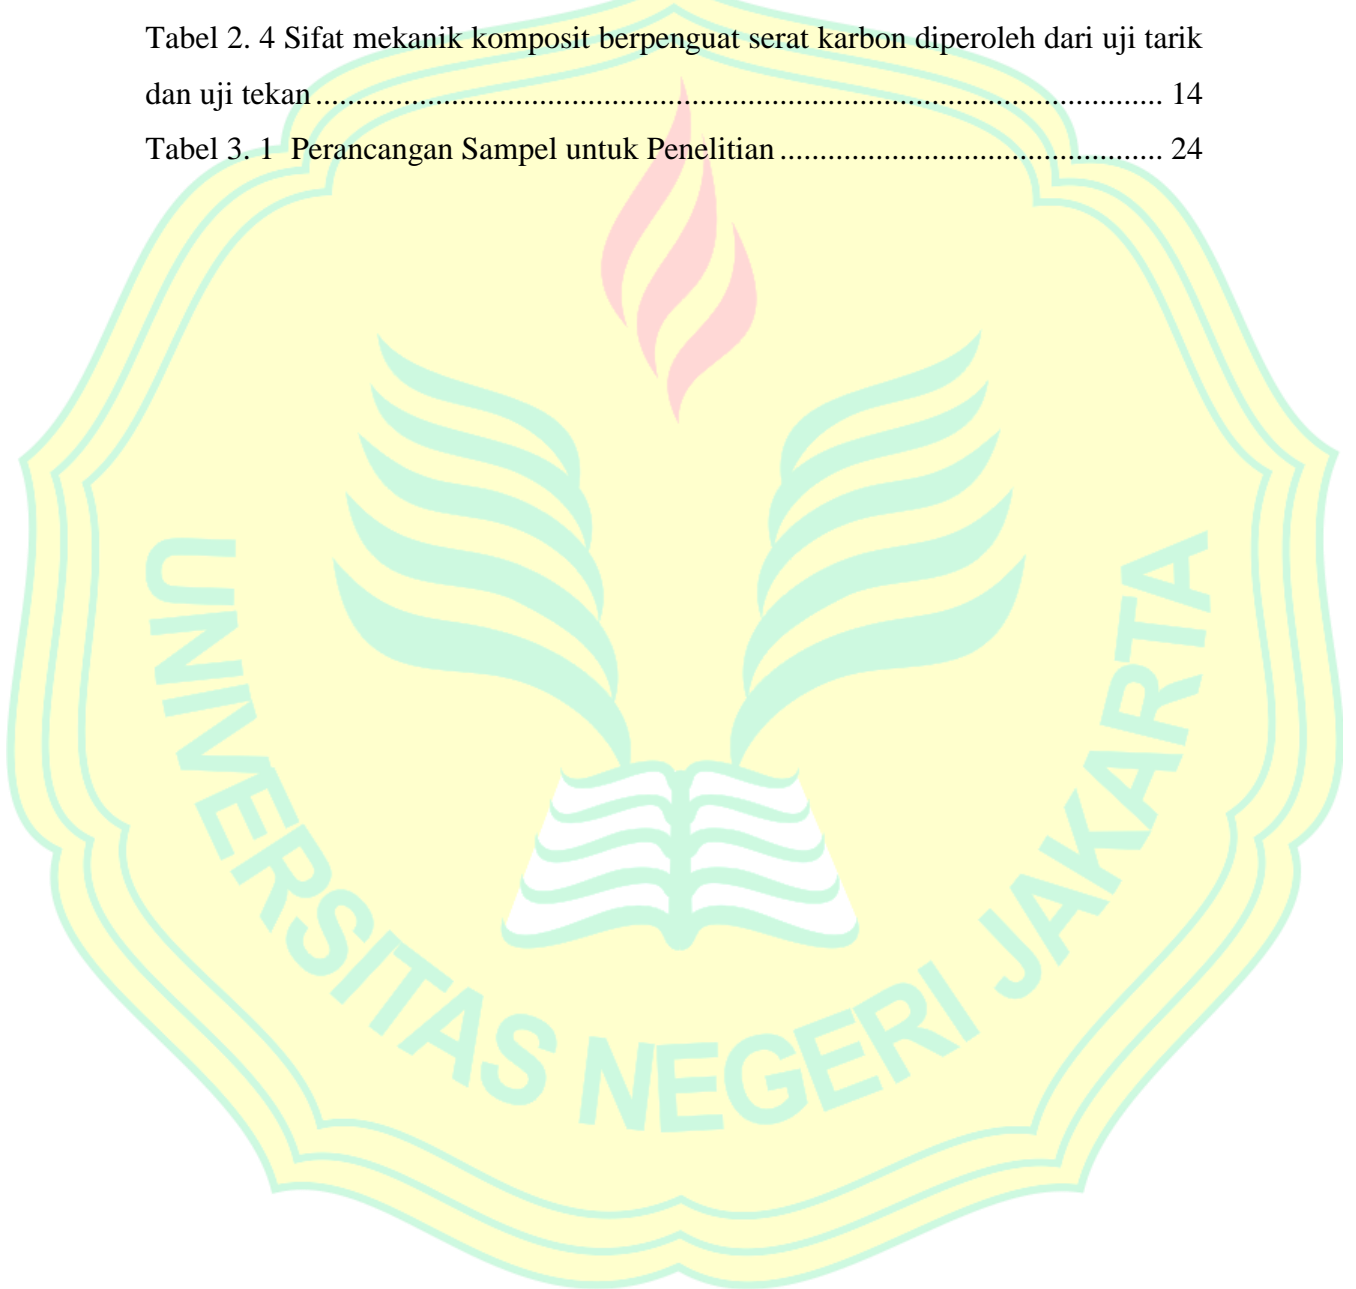 Tabel 2. 4 Sifat mekanik komposit berpenguat serat karbon diperoleh dari uji tarik
dan uji tekan .......................................................................................................... 14
Tabel 3. 1  Perancangan Sampel untuk Penelitian ................................................ 24
UNIVERSITAS NEGERI JAKARTA